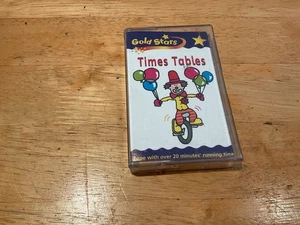 Gold Stars
Times Tables
Tape with over 20 minutes' running time